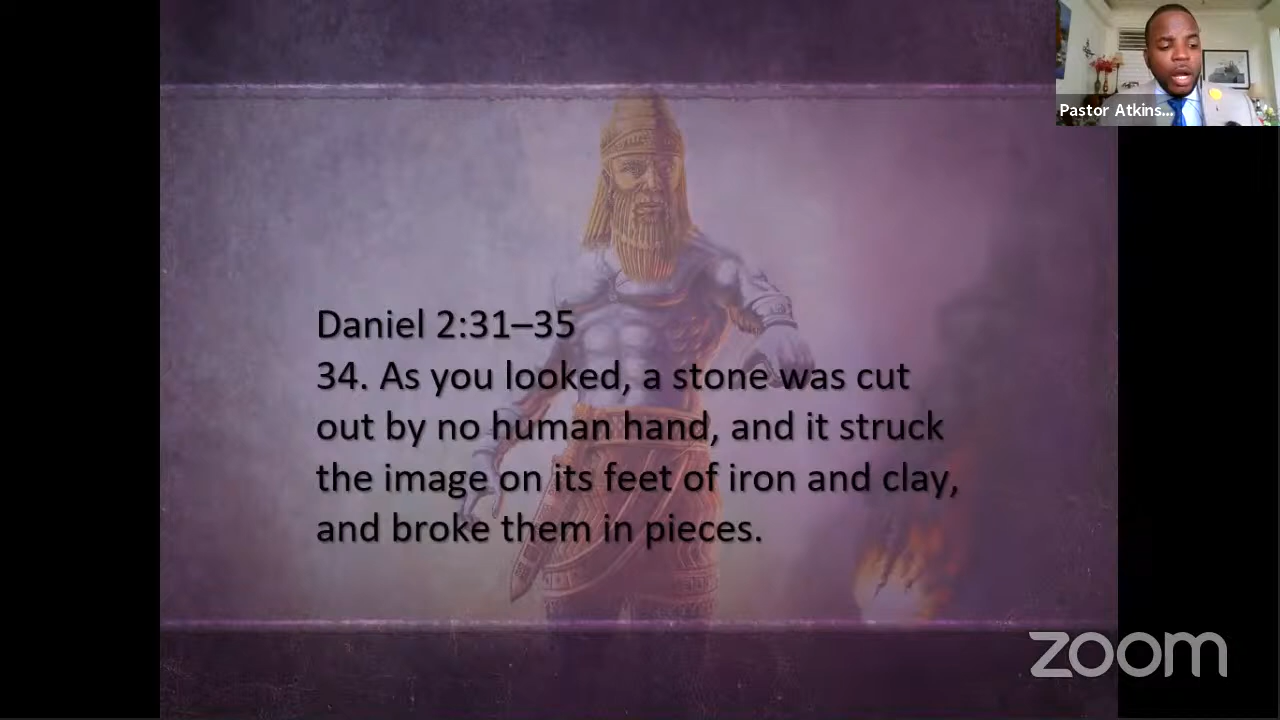 Pastor Atkins...
Daniel 2:31–35
34. As you looked, a stone was cut
out by no human hand, and it struck
the image on its feet of iron and clay,
and broke them in pieces.
zoom